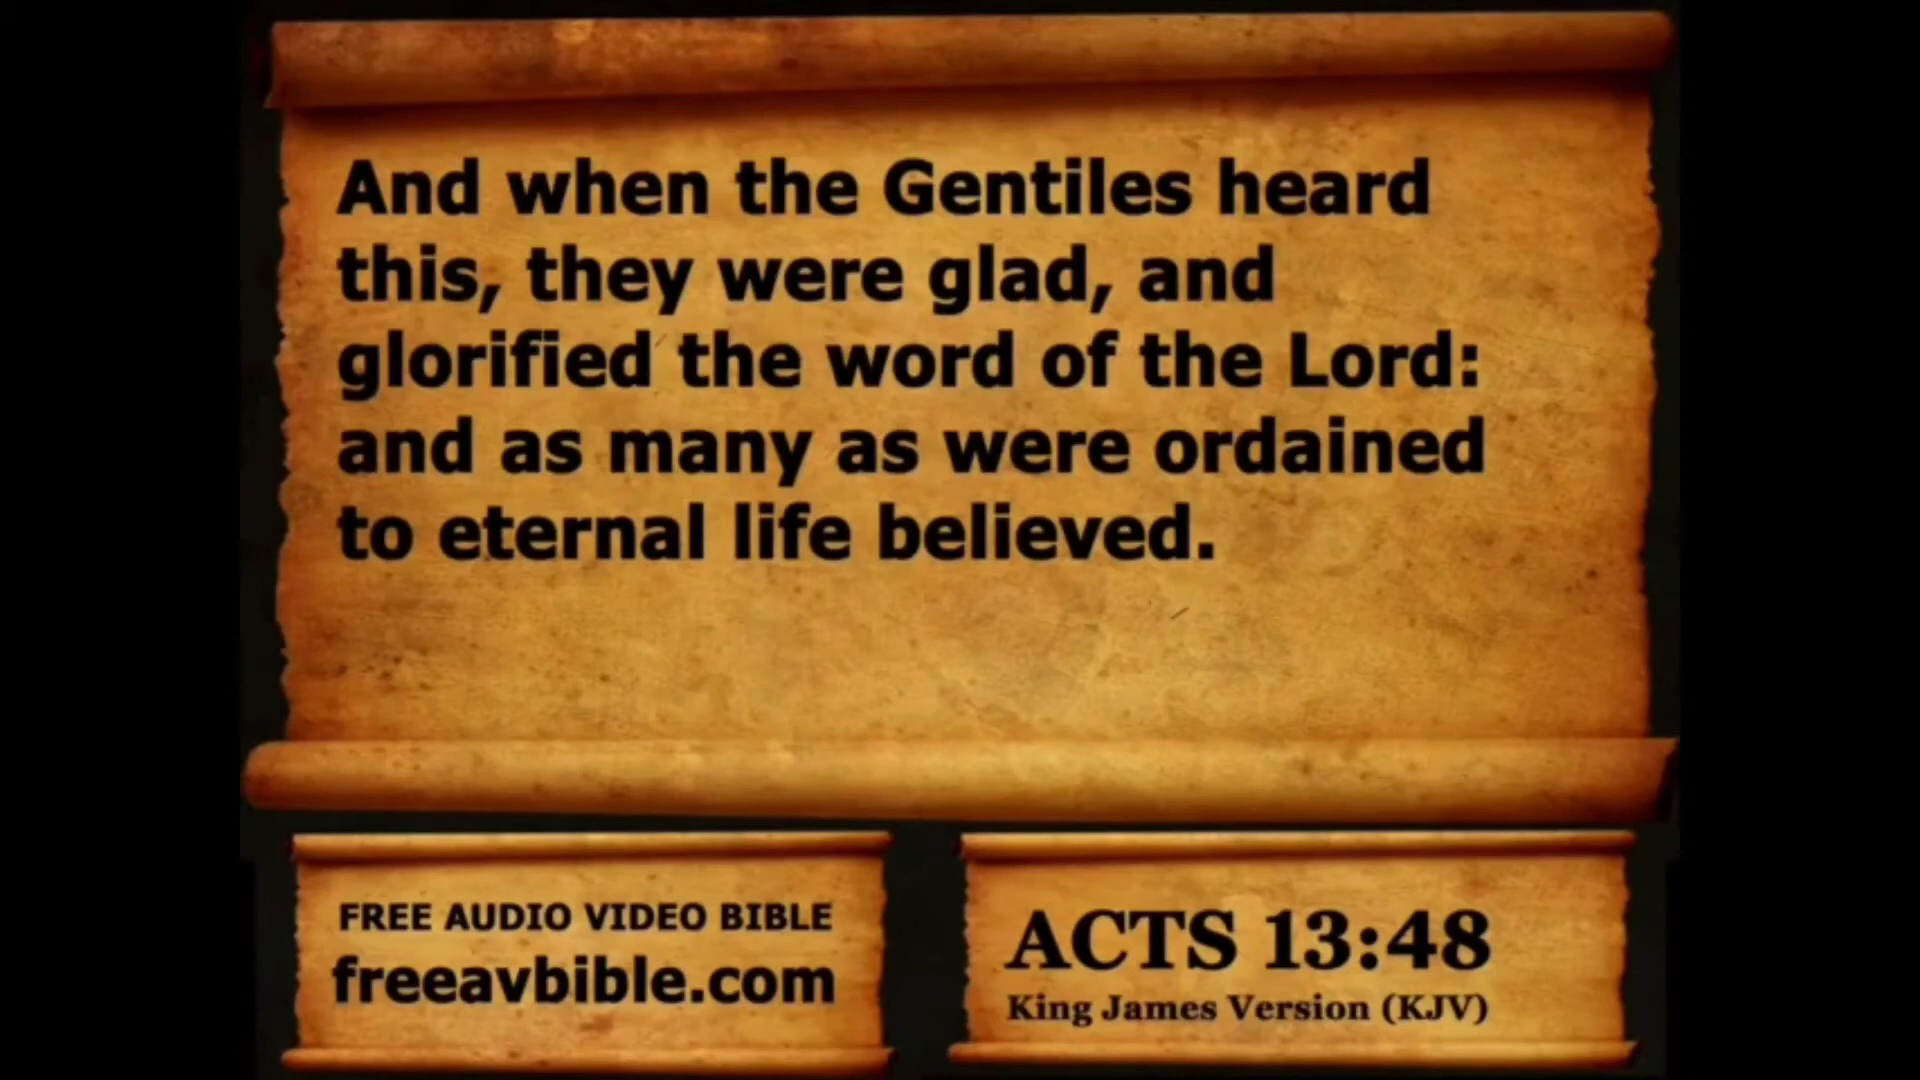 And when the Gentiles heard
this, they were glad, and
glorified the word of the Lord:
and as many as were ordained
to eternal life believed.
FREE AUDIO VIDEO BIBLE
freeavbible.com
ACTS 13:48
King James Version (KJV)